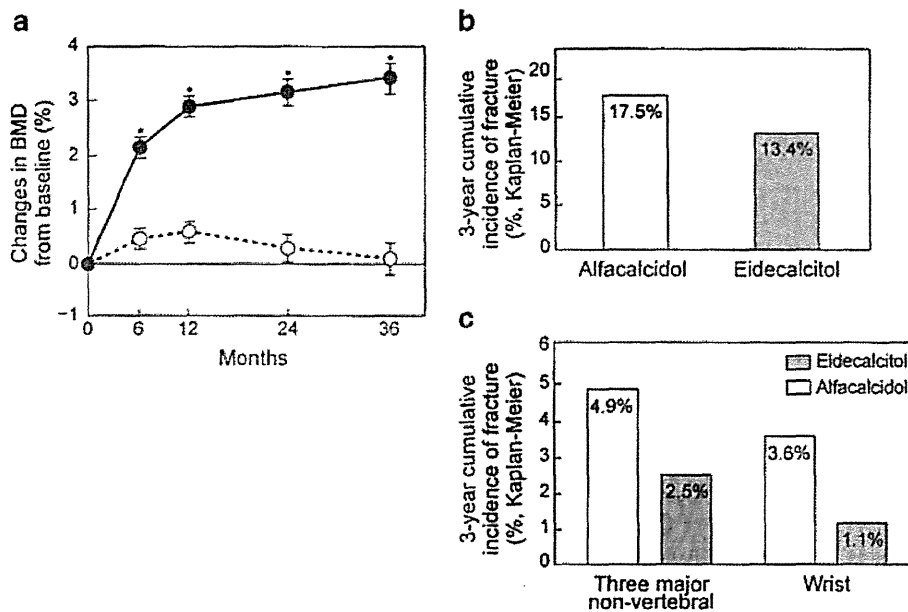 a
Changes in BMD
from baseline (%)
4
3
2
1
0
−1
* * * *
0 6 12 24 36
Months
b
3-year cumulative
incidence of fracture
(%, Kaplan-Meier)
20
15
10
5
0
17.5%
13.4%
Alfacalcidol Eldecalcitol
c
3-year cumulative
incidence of fracture
(%, Kaplan-Meier)
6
5
4
3
2
1
0
Eldecalcitol
Alfacalcidol
4.9%
2.5%
3.6%
1.1%
Three major
non-vertebral
Wrist